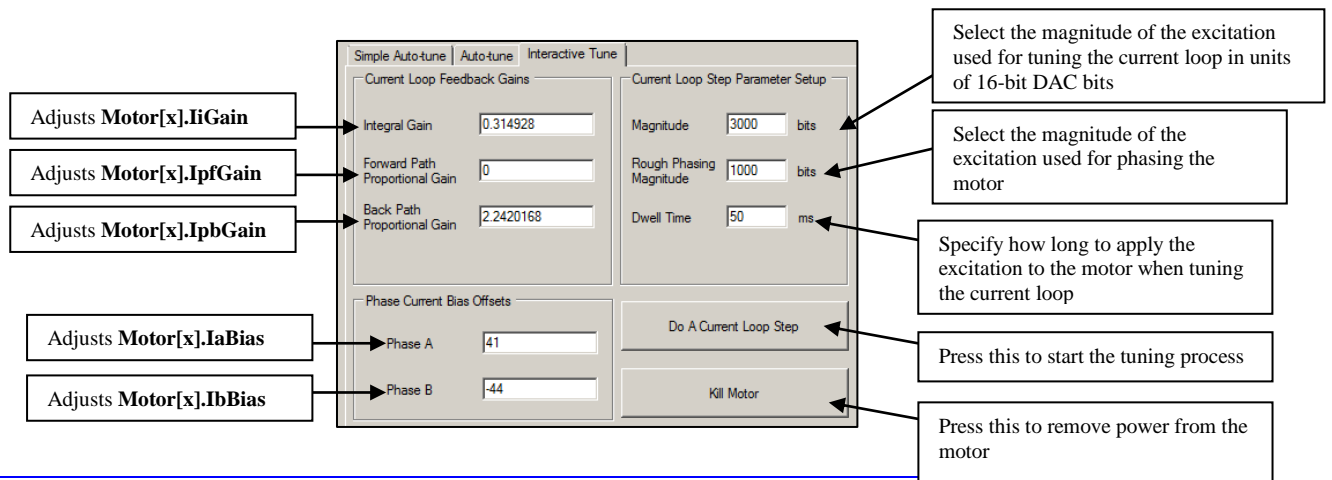 Adjusts Motor[x].IiGain
Adjusts Motor[x].IpfGain
Adjusts Motor[x].IpbGain
Adjusts Motor[x].IaBias
Adjusts Motor[x].IbBias
Simple Auto-tune Auto-tune Interactive Tune
Current Loop Feedback Gains
Integral Gain 0.314928
Forward Path
Proportional Gain 0
Back Path
Proportional Gain 2.2420168
Phase Current Bias Offsets
Phase A 41
Phase B -44
Current Loop Step Parameter Setup
Magnitude 3000 bits
Rough Phasing
Magnitude 1000 bits
Dwell Time 50 ms
Do A Current Loop Step
Kill Motor
Select the magnitude of the excitation
used for tuning the current loop in units
of 16-bit DAC bits
Select the magnitude of the
excitation used for phasing the
motor
Specify how long to apply the
excitation to the motor when tuning
the current loop
Press this to start the tuning process
Press this to remove power from the
motor